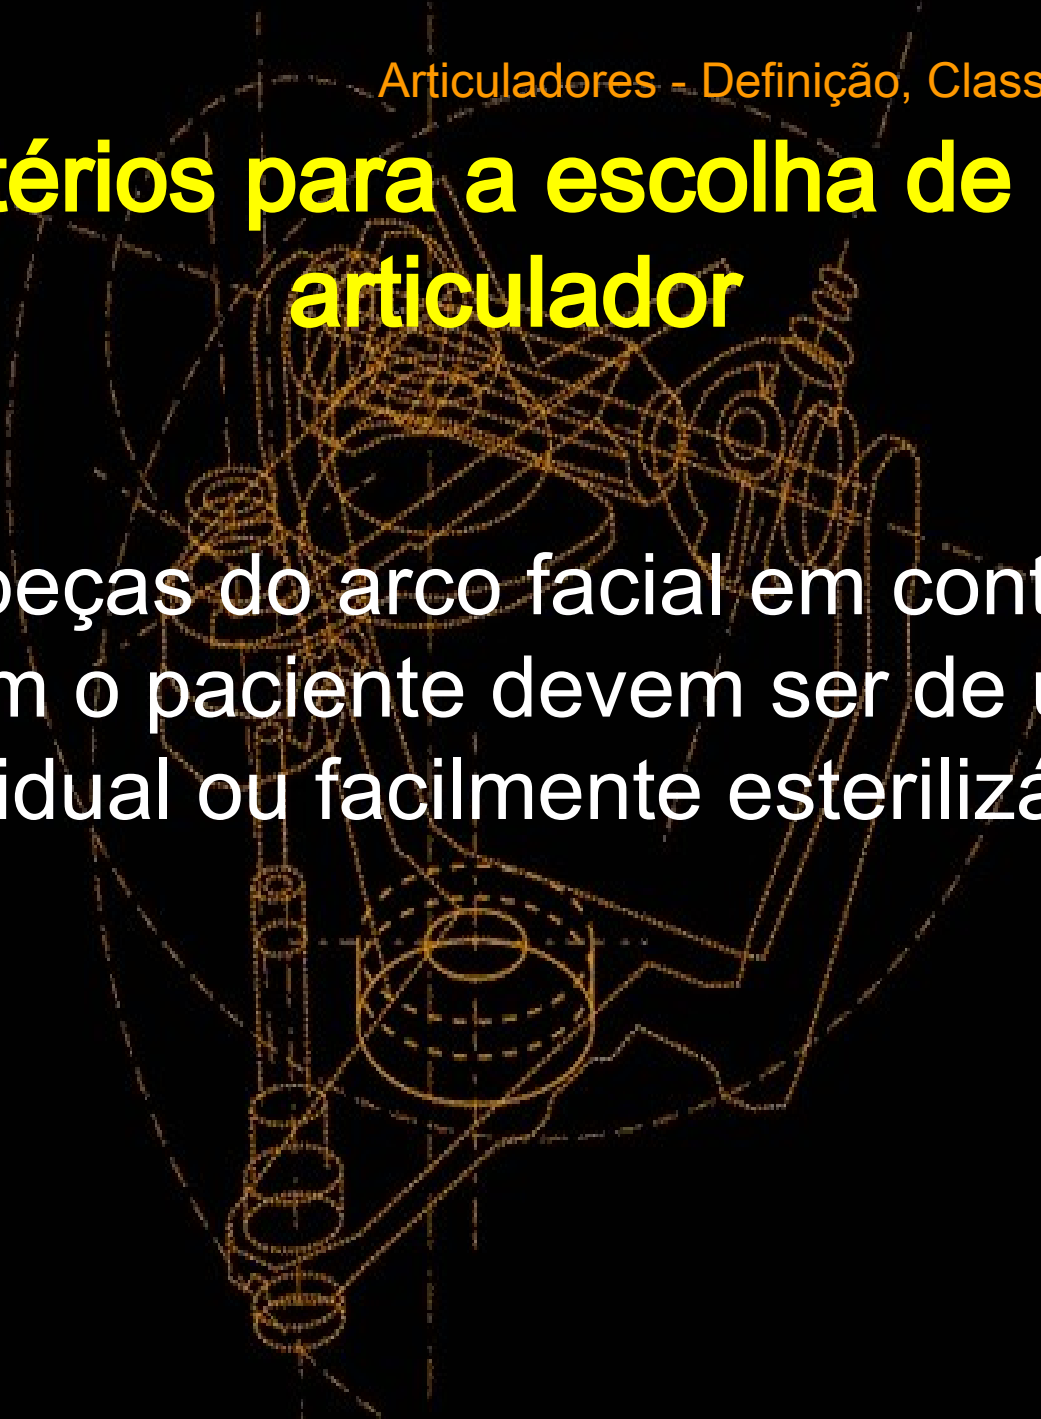 Articuladores - Definição, Class
térios para a escolha de
articulador
peças do arco facial em cont
m o paciente devem ser de u
idual ou facilmente esterilizá